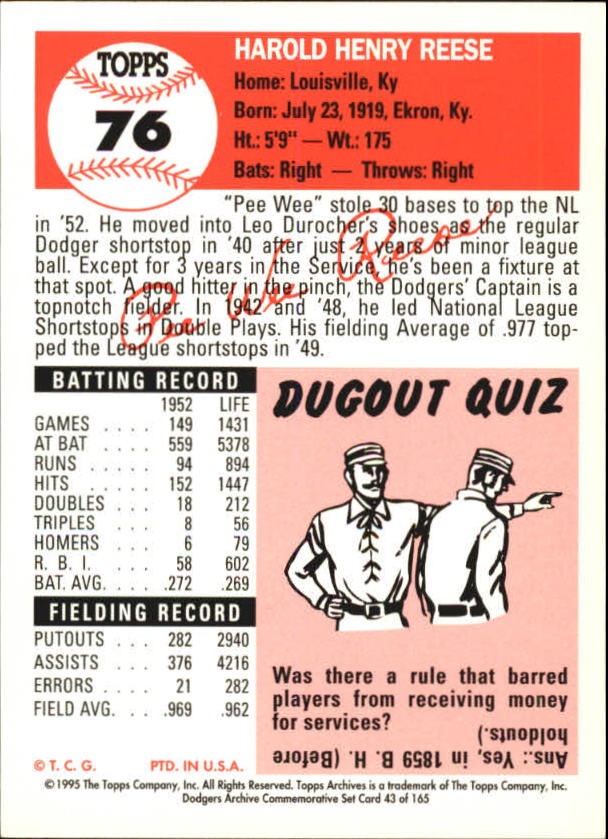 TOPPS
76
HAROLD HENRY REESE
Home: Louisville, Ky
Born: July 23, 1919, Ekron, Ky.
Ht.: 5'9" — Wt.: 175
Bats: Right — Throws: Right
"Pee Wee" stole 30 bases to top the NL
in '52. He moved into Leo Durocher's shoes as the regular
Dodger shortstop in '40 after just 2 years of minor league
ball. Except for 3 years in the Service, he's been a fixture at
that spot. A good hitter in the pinch, the Dodgers' Captain is a
topnotch fielder. In 1942 and '48, he led National League
Shortstops in Double Plays. His fielding Average of .977 top-
ped the League shortstops in '49.
Pee Wee Reese
BATTING RECORD
1952 LIFE
GAMES . . . . 149 1431
AT BAT . . . . 559 5378
RUNS . . . . . 94 894
HITS . . . . . 152 1447
DOUBLES . . . 18 212
TRIPLES . . . 8 56
HOMERS . . . 6 79
R. B. I. . . . . 58 602
BAT. AVG. . . . .272 .269
FIELDING RECORD
PUTOUTS . . . 282 2940
ASSISTS . . . 376 4216
ERRORS . . . . 21 282
FIELD AVG. . . .969 .962
DUGOUT QUIZ
Was there a rule that barred
players from receiving money
for services?
Ans.: Yes, in 1859 B. H. (Before
holdouts.)
© T. C. G. PTD. IN U.S.A.
©1995 The Topps Company, Inc. All Rights Reserved. Topps Archives is a trademark of The Topps Company, Inc.
Dodgers Archive Commemorative Set Card 43 of 165